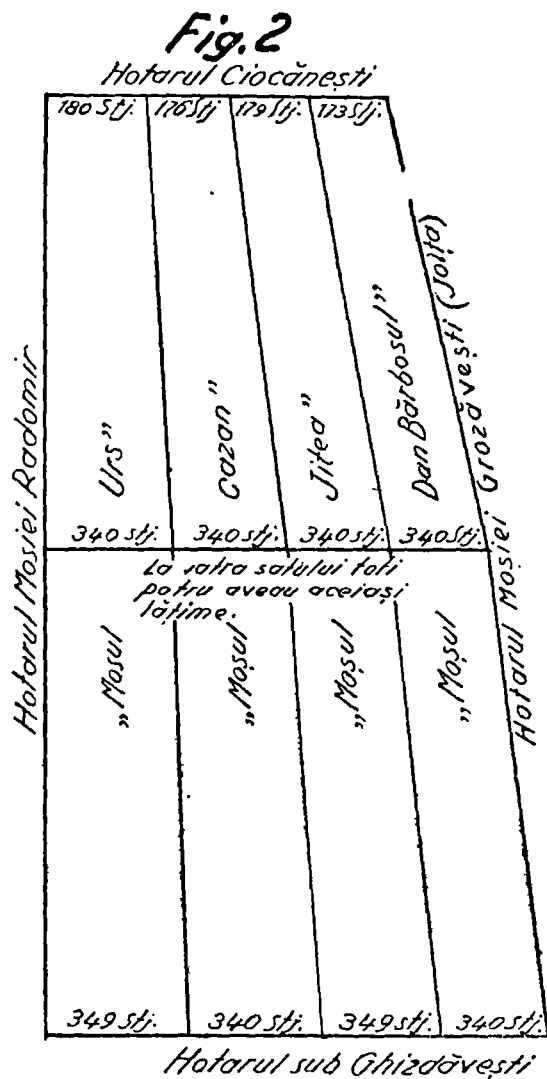 Fig. 2
Hotarul Ciocănești
180 Stj. 176 Stj 179 Stj. 173 Stj.
Hotarul Moșiei Radomir
Urs”
Cazan”
Jitea”
Dan Bărbosul”
Hotarul Moșiei Grozăvești (Joița)
340 stj. 340 stj. 340 stj. 340 Stj.
La vatra satului toți
patru aveau aceiași
lățime.
„Moșul
„Moșul
„Moșul
„Moșul
349 stj. 340 stj. 349 stj. 340 stj.
Hotarul sub Ghizdăvești